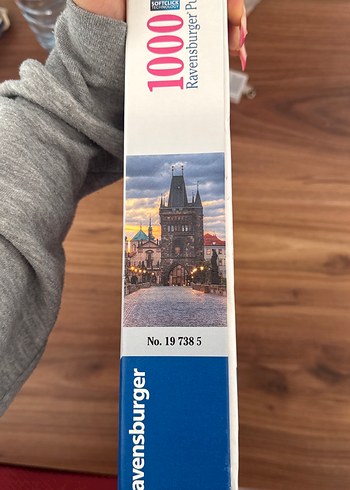 SOFTCLICK
TECHNOLOGY
1000
Ravensburger Pu
No. 19 738 5
avensburger